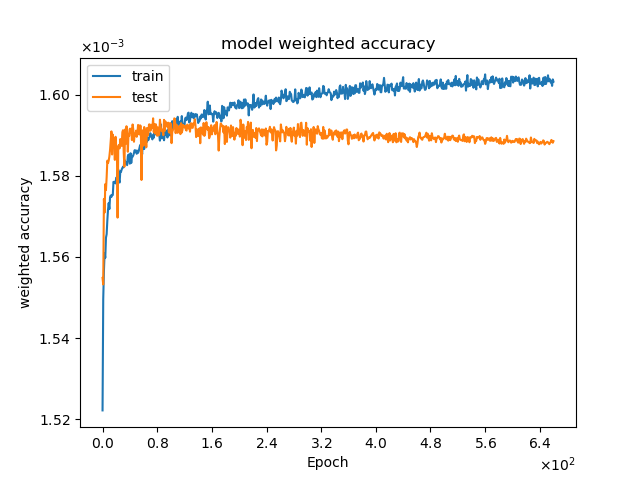 model weighted accuracy
×10⁻³
train
test
1.60
1.58
1.56
1.54
1.52
weighted accuracy
0.0 0.8 1.6 2.4 3.2 4.0 4.8 5.6 6.4
Epoch
×10²